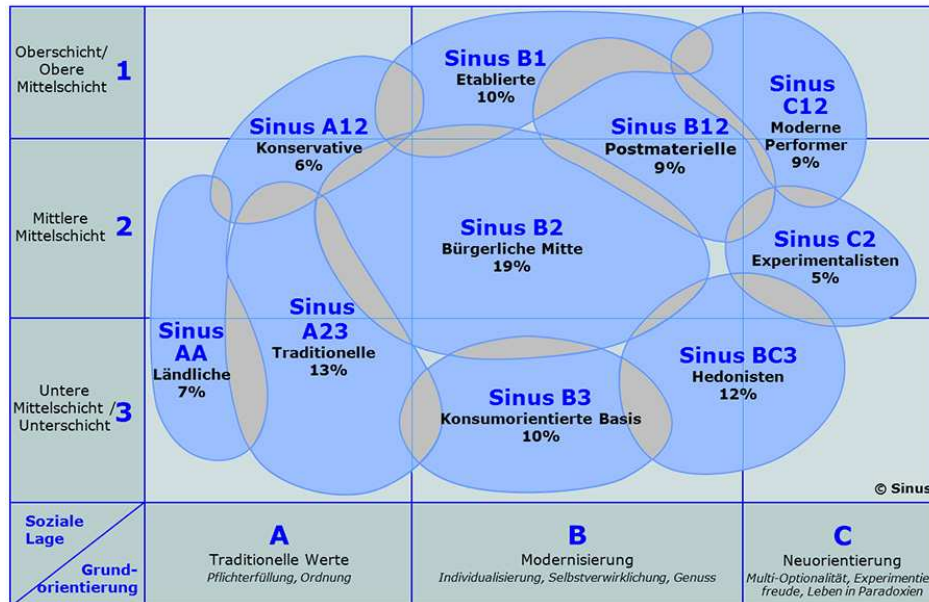 Oberschicht/
Obere
Mittelschicht
1
Mittlere
Mittelschicht
2
Untere
Mittelschicht /
Unterschicht
3
Sinus B1
Etablierte
10%
Sinus
C12
Moderne
Performer
9%
Sinus A12
Konservative
6%
Sinus B12
Postmaterielle
9%
Sinus B2
Bürgerliche Mitte
19%
Sinus C2
Experimentalisten
5%
Sinus
AA
Ländliche
7%
Sinus
A23
Traditionelle
13%
Sinus B3
Konsumorientierte Basis
10%
Sinus BC3
Hedonisten
12%
© Sinus
Soziale
Lage
Grund-
orientierung
A
Traditionelle Werte
Pflichterfüllung, Ordnung
B
Modernisierung
Individualisierung, Selbstverwirklichung, Genuss
C
Neuorientierung
Multi-Optionalität, Experimentie
freude, Leben in Paradoxien